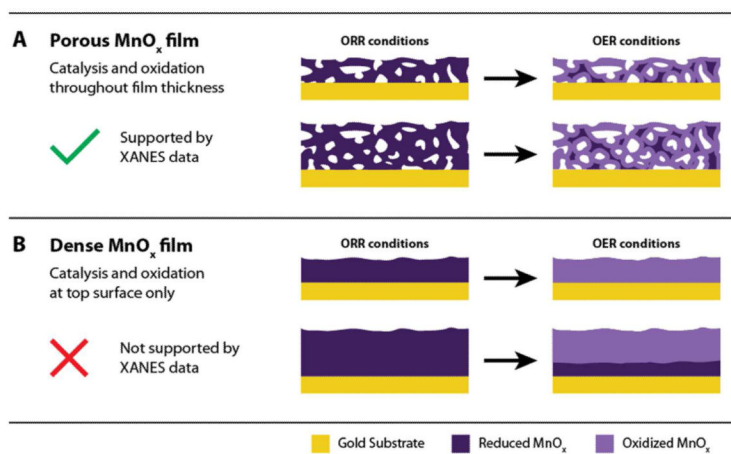 A Porous MnOx film
Catalysis and oxidation
throughout film thickness
Supported by
XANES data
ORR conditions
OER conditions
B Dense MnOx film
Catalysis and oxidation
at top surface only
Not supported by
XANES data
ORR conditions
OER conditions
Gold Substrate
Reduced MnOx
Oxidized MnOx